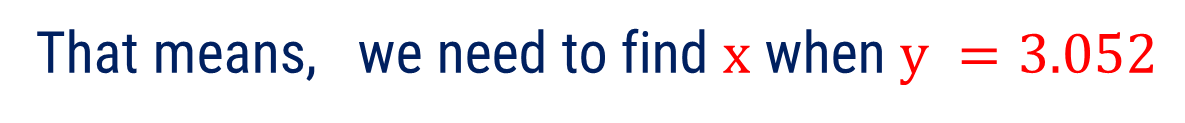 That means, we need to find x when y = 3.052